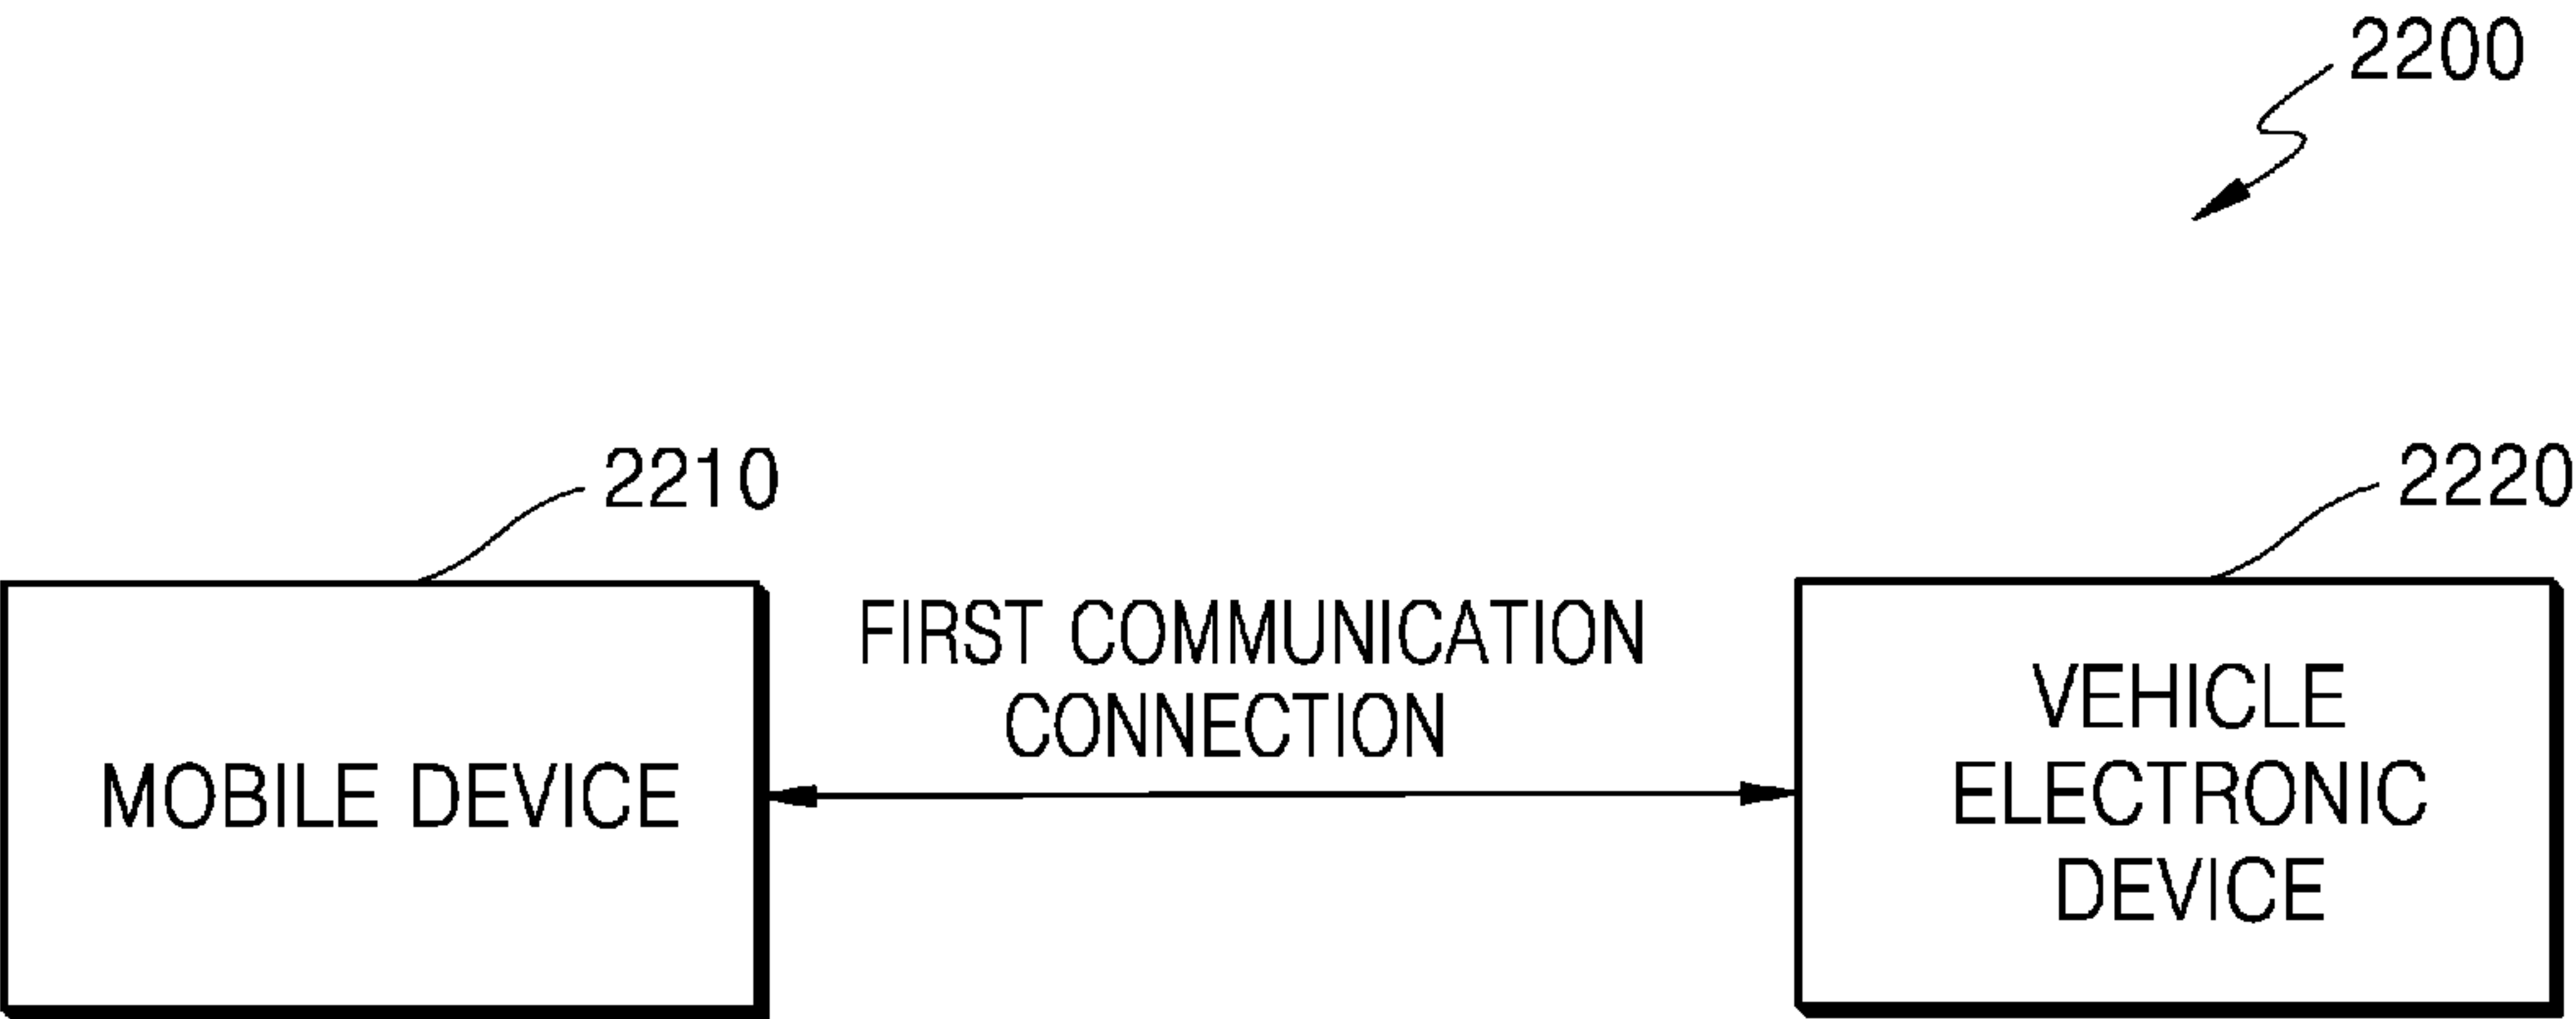 2200
2210
2220
FIRST COMMUNICATION
CONNECTION
MOBILE DEVICE
VEHICLE
ELECTRONIC
DEVICE